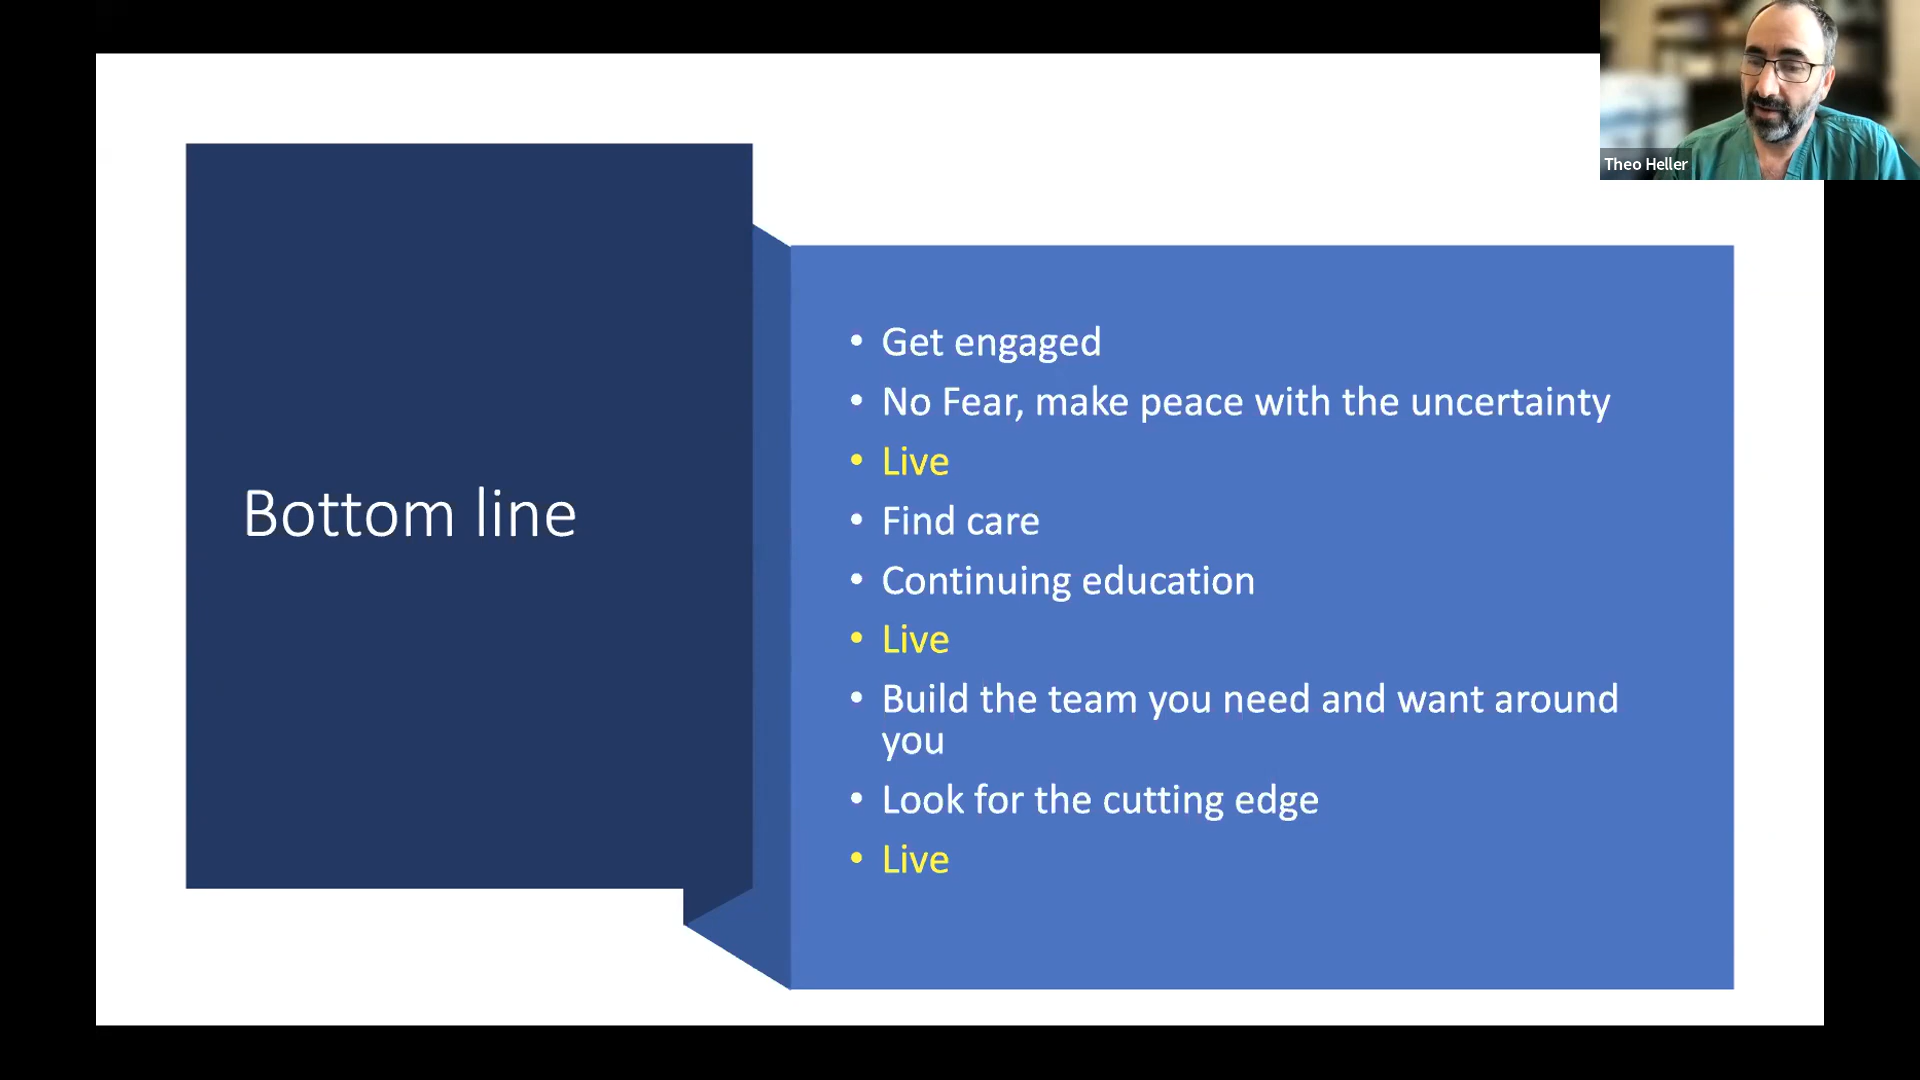 Theo Heller
Bottom line
• Get engaged
• No Fear, make peace with the uncertainty
• Live
• Find care
• Continuing education
• Live
• Build the team you need and want around
you
• Look for the cutting edge
• Live